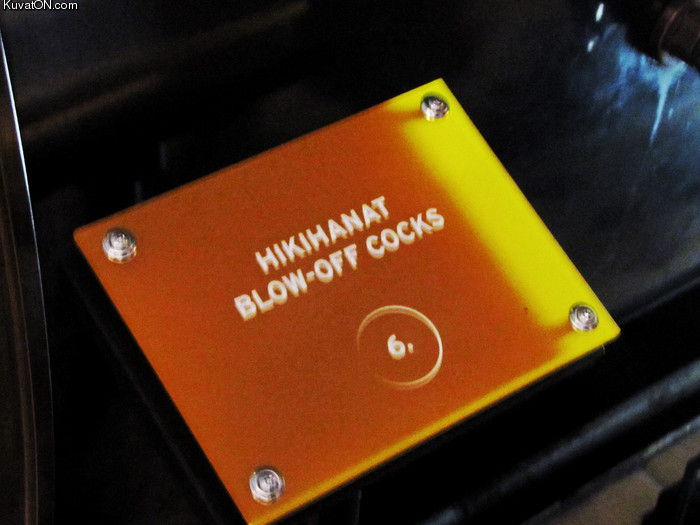 KuvatON.com
HIKIHANAT
BLOW-OFF COCKS
6.